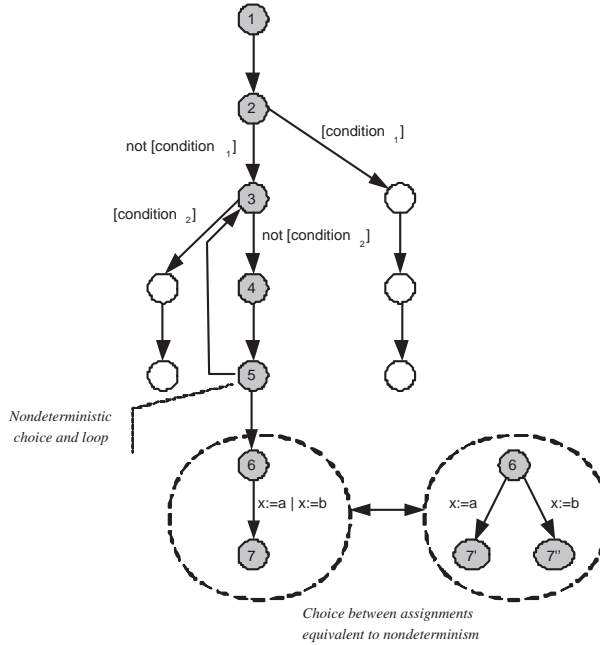 1
2
[condition 1]
not [condition 1]
3
[condition 2]
not [condition 2]
4
5
Nondeterministic
choice and loop
6
x:=a | x:=b
7
6
x:=a
x:=b
7'
7''
Choice between assignments
equivalent to nondeterminism